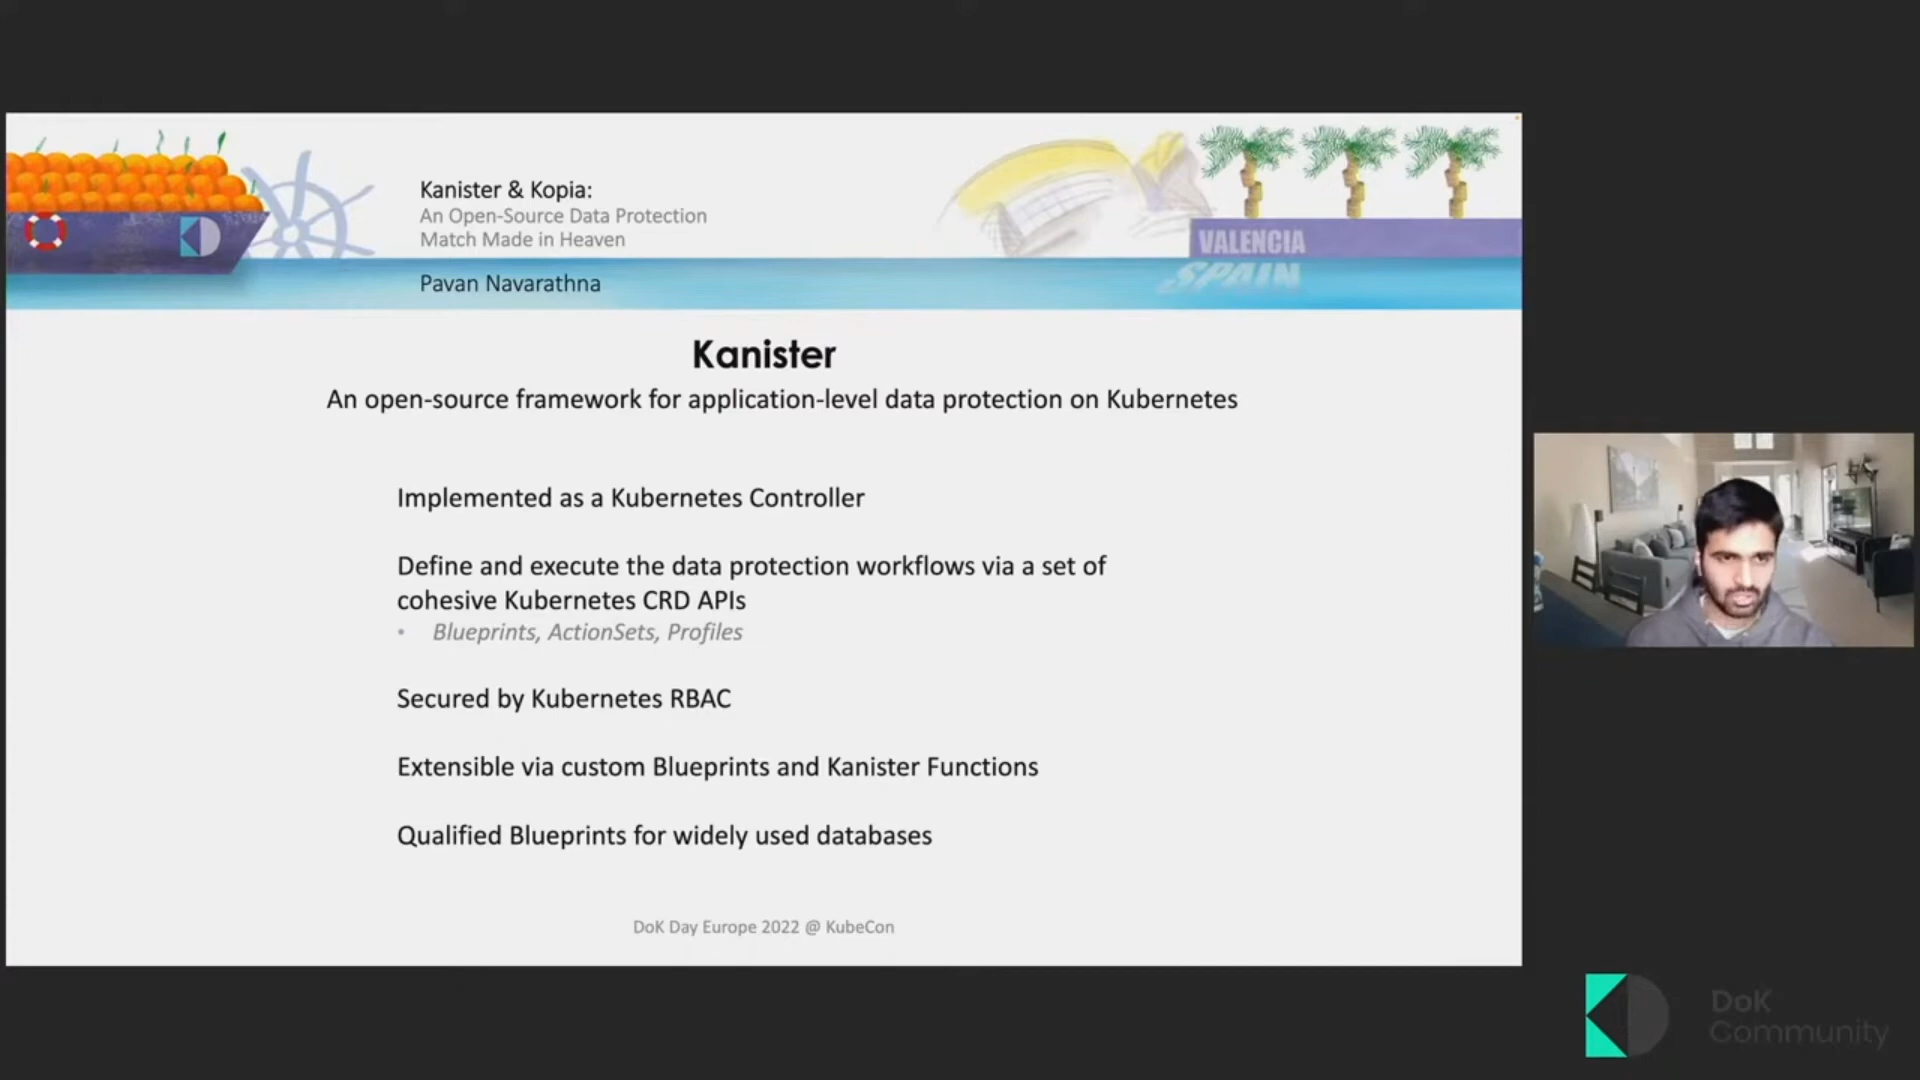 Kanister & Kopia:
An Open-Source Data Protection
Match Made in Heaven
Pavan Navarathna
VALENCIA
SPAIN
Kanister
An open-source framework for application-level data protection on Kubernetes
Implemented as a Kubernetes Controller
Define and execute the data protection workflows via a set of
cohesive Kubernetes CRD APIs
• Blueprints, ActionSets, Profiles
Secured by Kubernetes RBAC
Extensible via custom Blueprints and Kanister Functions
Qualified Blueprints for widely used databases
DoK Day Europe 2022 @ KubeCon
DoK
Community